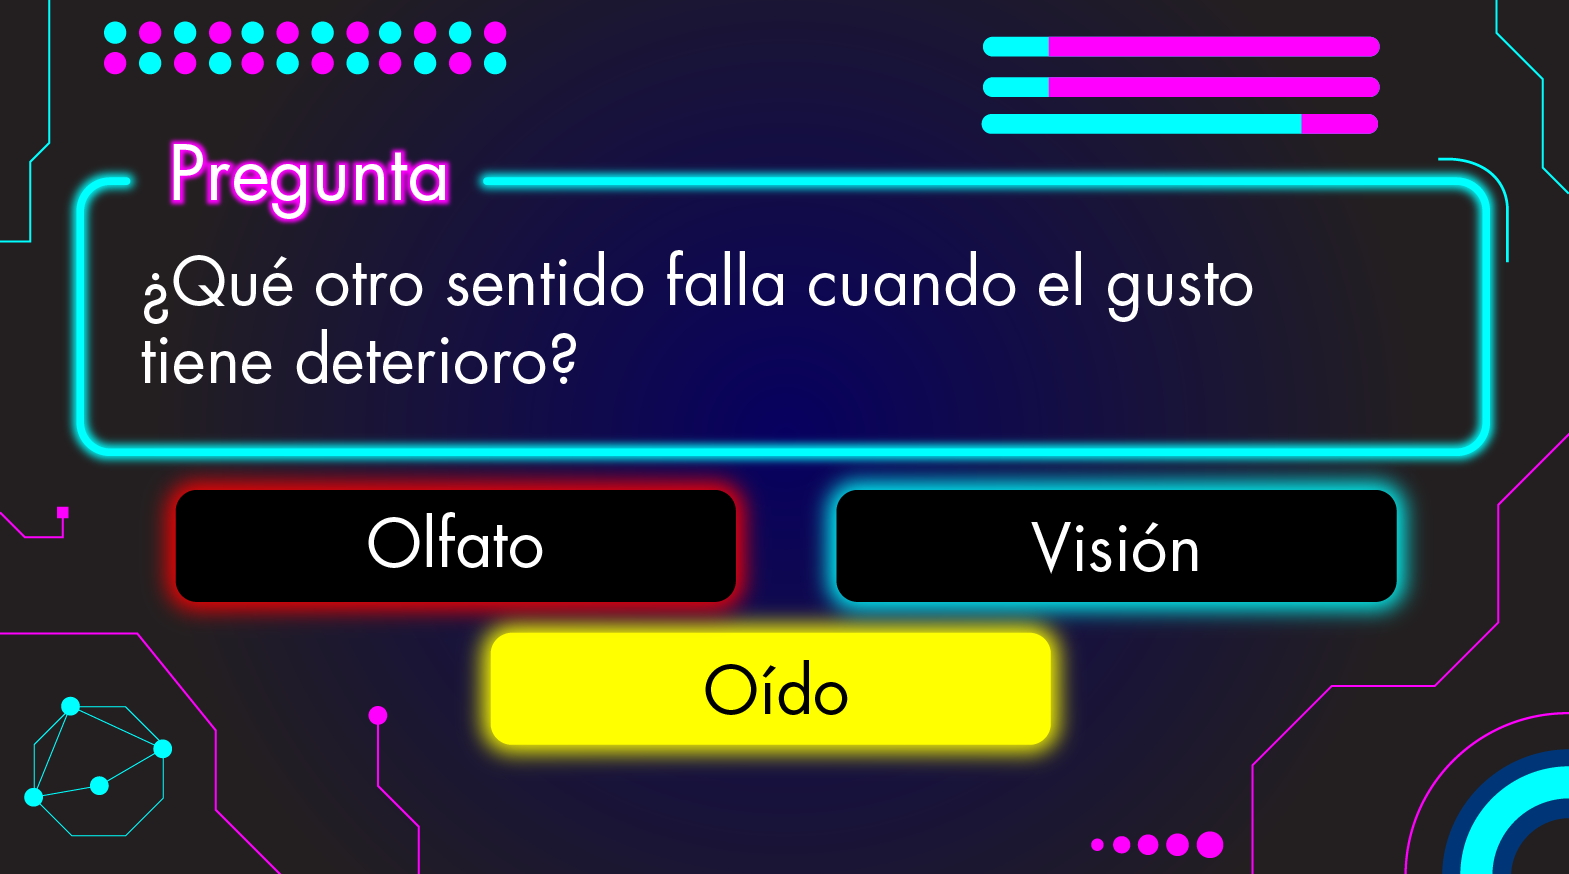 Pregunta
¿Qué otro sentido falla cuando el gusto
tiene deterioro?
Olfato
Visión
Oído